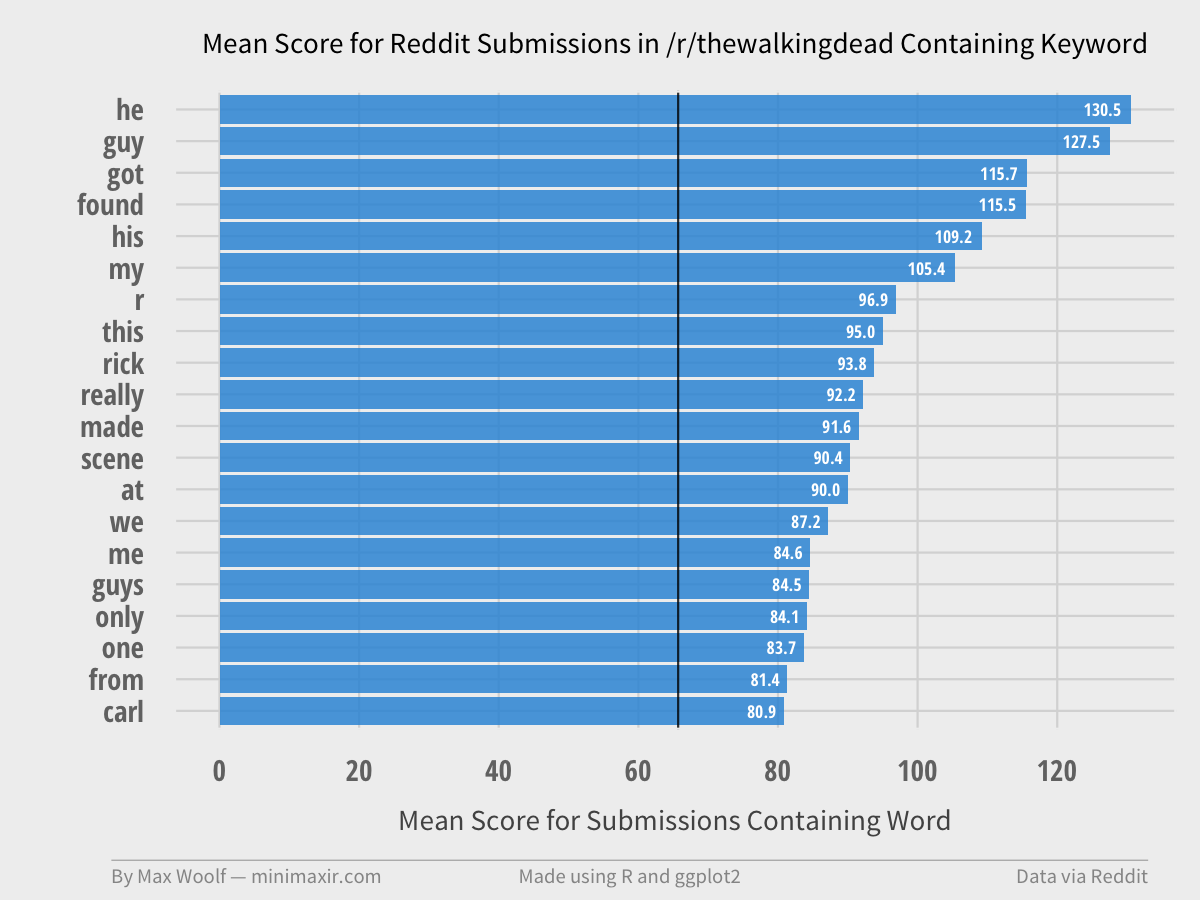 Mean Score for Reddit Submissions in /r/thewalkingdead Containing Keyword
he 130.5
guy 127.5
got 115.7
found 115.5
his 109.2
my 105.4
r 96.9
this 95.0
rick 93.8
really 92.2
made 91.6
scene 90.4
at 90.0
we 87.2
me 84.6
guys 84.5
only 84.1
one 83.7
from 81.4
carl 80.9
0 20 40 60 80 100 120
Mean Score for Submissions Containing Word
By Max Woolf — minimaxir.com Made using R and ggplot2 Data via Reddit